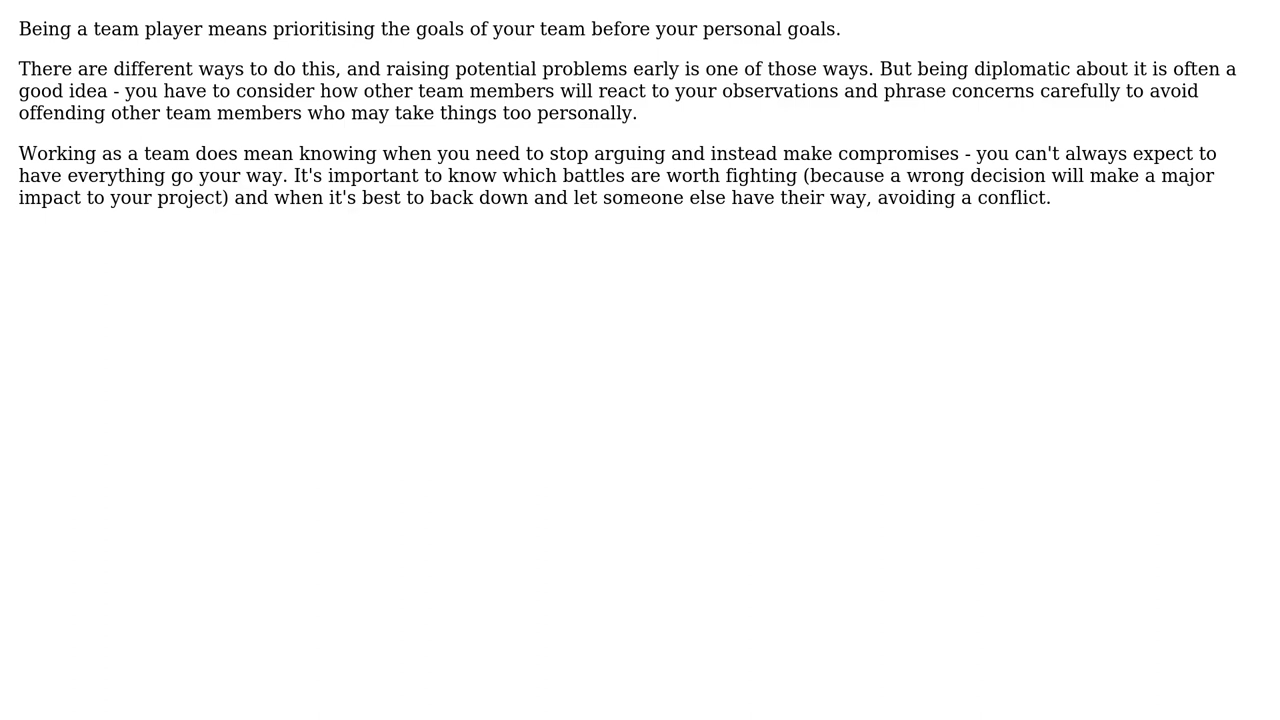 Being a team player means prioritising the goals of your team before your personal goals.
There are different ways to do this, and raising potential problems early is one of those ways. But being diplomatic about it is often a
good idea - you have to consider how other team members will react to your observations and phrase concerns carefully to avoid
offending other team members who may take things too personally.
Working as a team does mean knowing when you need to stop arguing and instead make compromises - you can't always expect to
have everything go your way. It's important to know which battles are worth fighting (because a wrong decision will make a major
impact to your project) and when it's best to back down and let someone else have their way, avoiding a conflict.